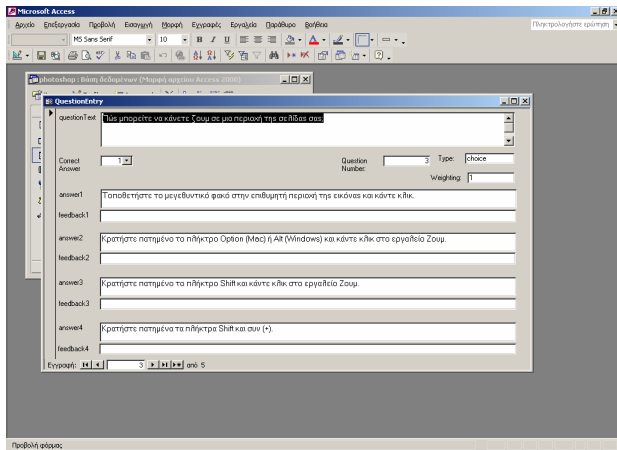 Microsoft Access
Αρχείο Επεξεργασία Προβολή Εισαγωγή Μορφή Εγγραφές Εργαλεία Παράθυρο Βοήθεια
Πληκτρολογήστε ερώτηση
MS Sans Serif 10 B I U
photoshop : Βάση δεδομένων (Μορφή αρχείου Access 2000)
QuestionEntry
questionText Πώς μπορείτε να κάνετε ζουμ σε μια περιοχή της σελίδας σας;
Correct Answer 1 Question Number: 3 Type: choice
Weighting: 1
answer1 Τοποθετήστε το μεγεθυντικό φακό στην επιθυμητή περιοχή της εικόνας και κάντε κλικ.
feedback1
answer2 Κρατήστε πατημένο το πλήκτρο Option (Mac) ή Alt (Windows) και κάντε κλικ στο εργαλείο Ζουμ.
feedback2
answer3 Κρατήστε πατημένο το πλήκτρο Shift και κάντε κλικ στο εργαλείο Ζουμ.
feedback3
answer4 Κρατήστε πατημένα τα πλήκτρα Shift και συν (+).
feedback4
Εγγραφή: 3 από 5
Προβολή φόρμας